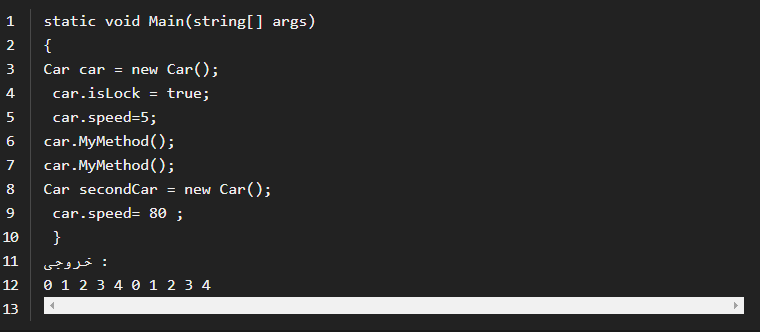 1 static void Main(string[] args)
2 {
3 Car car = new Car();
4 car.isLock = true;
5 car.speed=5;
6 car.MyMethod();
7 car.MyMethod();
8 Car secondCar = new Car();
9 car.speed= 80 ;
10 }
11 خروجی :
12 0 1 2 3 4 0 1 2 3 4
13